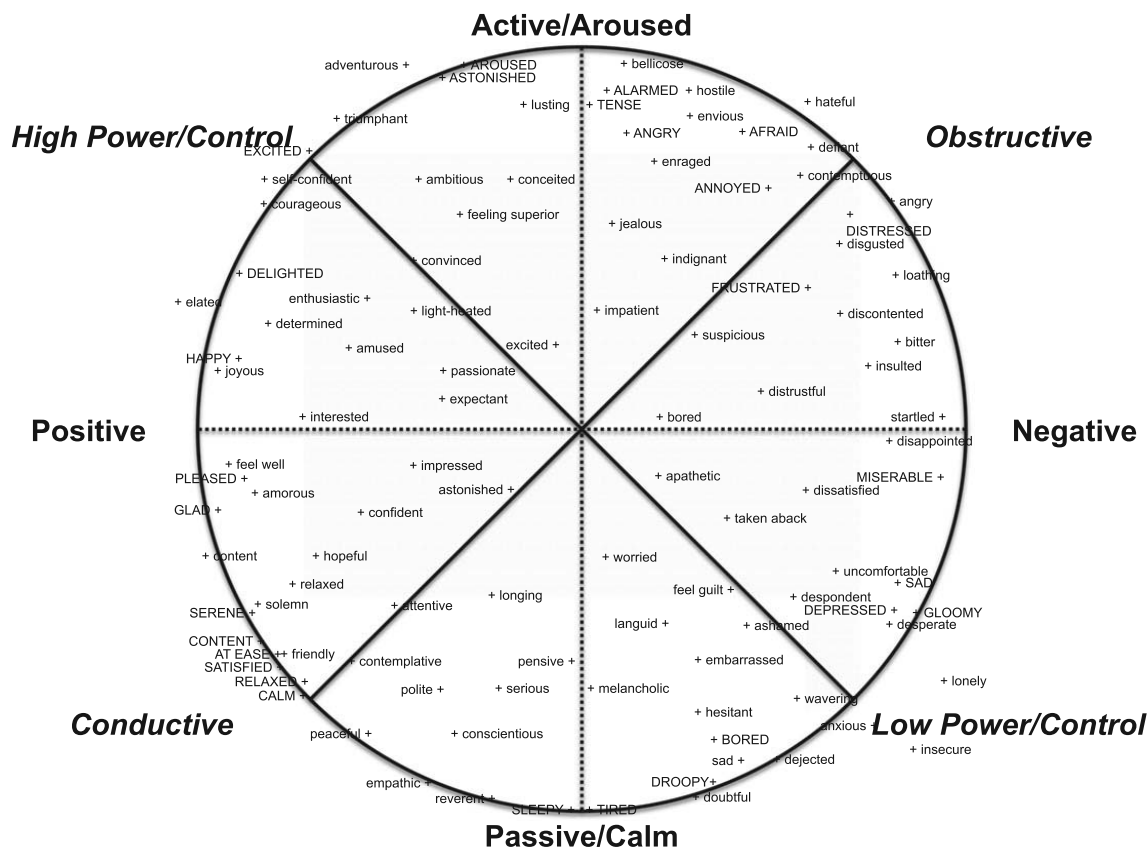 Active/Aroused
adventurous +
+ AROUSED
+ bellicose
+ ASTONISHED
+ ALARMED
+ hostile
+ lusting
+ TENSE
+ hateful
+ triumphant
+ envious
High Power/Control
+ ANGRY
+ AFRAID
Obstructive
EXCITED +
+ defiant
+ enraged
+ self-confident
+ ambitious
+ conceited
+ contemptuous
ANNOYED +
+ courageous
+ angry
+ feeling superior
+ jealous
+
DISTRESSED
+ disgusted
+ convinced
+ indignant
+ DELIGHTED
+ loathing
FRUSTRATED +
+ elated
enthusiastic +
+ light-heated
+ impatient
+ discontented
+ determined
+ suspicious
+ bitter
excited +
+ amused
HAPPY +
+ insulted
+ joyous
+ passionate
+ distrustful
+ expectant
+ interested
+ bored
startled +
Positive
Negative
+ disappointed
+ feel well
+ impressed
PLEASED +
+ apathetic
MISERABLE +
+ amorous
astonished +
+ dissatisfied
GLAD +
+ confident
+ taken aback
+ content
+ hopeful
+ worried
+ uncomfortable
+ relaxed
feel guilt +
+ SAD
+ solemn
+ attentive
+ longing
+ despondent
SERENE +
DEPRESSED +
+ GLOOMY
languid +
+ ashamed
+ desperate
CONTENT +
AT EASE +
+ friendly
SATISFIED +
+ contemplative
pensive +
+ embarrassed
RELAXED +
+ lonely
CALM +
polite +
+ serious
+ melancholic
+ wavering
+ hesitant
Conductive
anxious +
Low Power/Control
peaceful +
+ conscientious
+ BORED
+ insecure
sad +
+ dejected
empathic +
DROOPY+
reverent +
+ doubtful
SLEEPY +
+ TIRED
Passive/Calm